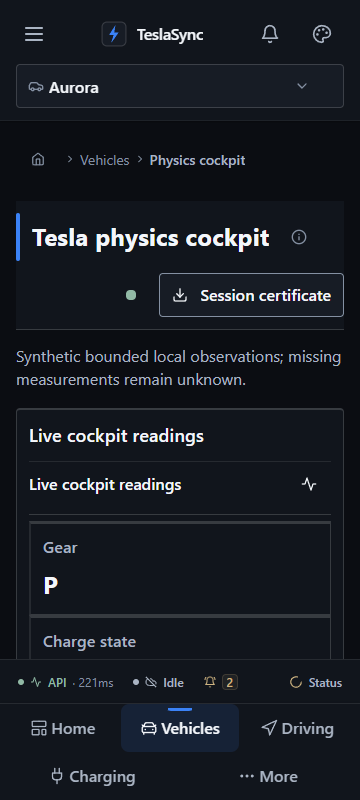 TeslaSync
Aurora
Vehicles
Physics cockpit
Tesla physics cockpit
Session certificate
Synthetic bounded local observations; missing
measurements remain unknown.
Live cockpit readings
Live cockpit readings
Gear
P
Charge state
API · 221ms
Idle
2
Status
Home
Vehicles
Driving
Charging
More